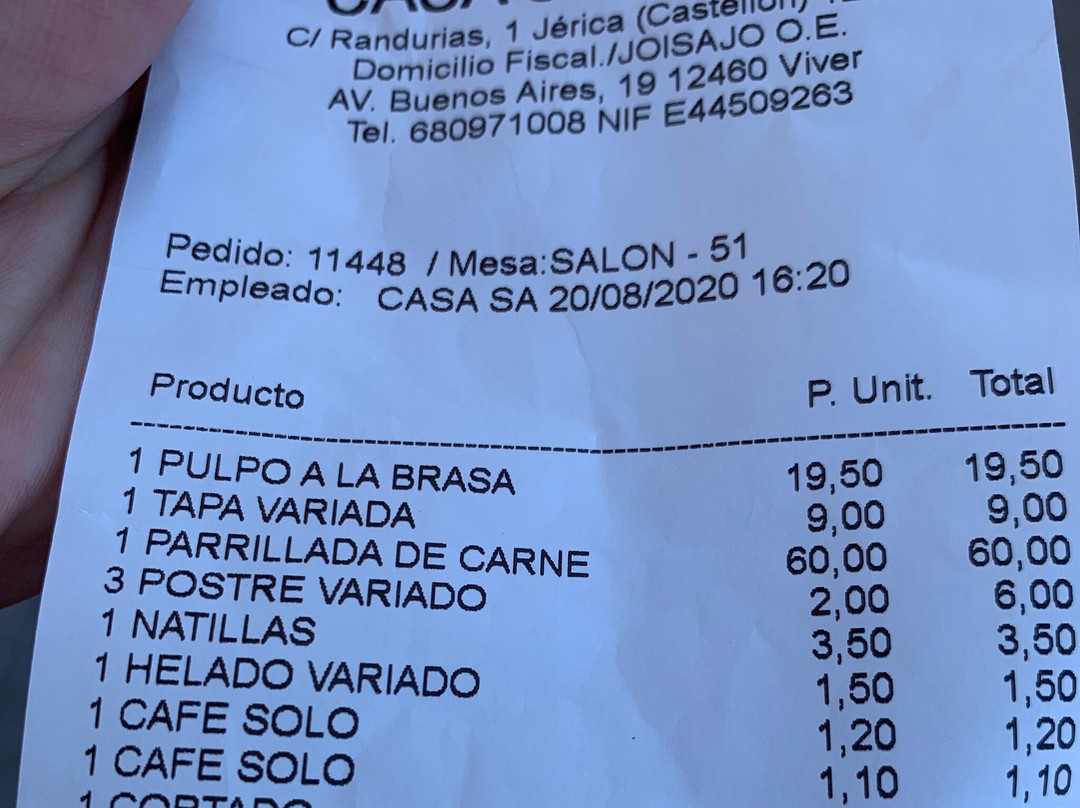 CASA
C/ Randurias, 1 Jérica (Castellón)
Domicilio Fiscal./JOISAJO O.E.
AV. Buenos Aires, 19 12460 Viver
Tel. 680971008 NIF E44509263
Pedido: 11448 / Mesa:SALON - 51
Empleado: CASA SA 20/08/2020 16:20
Producto P. Unit. Total
1 PULPO A LA BRASA 19,50 19,50
1 TAPA VARIADA 9,00 9,00
1 PARRILLADA DE CARNE 60,00 60,00
3 POSTRE VARIADO 2,00 6,00
1 NATILLAS 3,50 3,50
1 HELADO VARIADO 1,50 1,50
1 CAFE SOLO 1,20 1,20
1 CAFE SOLO 1,10 1,10
1 CORTADO